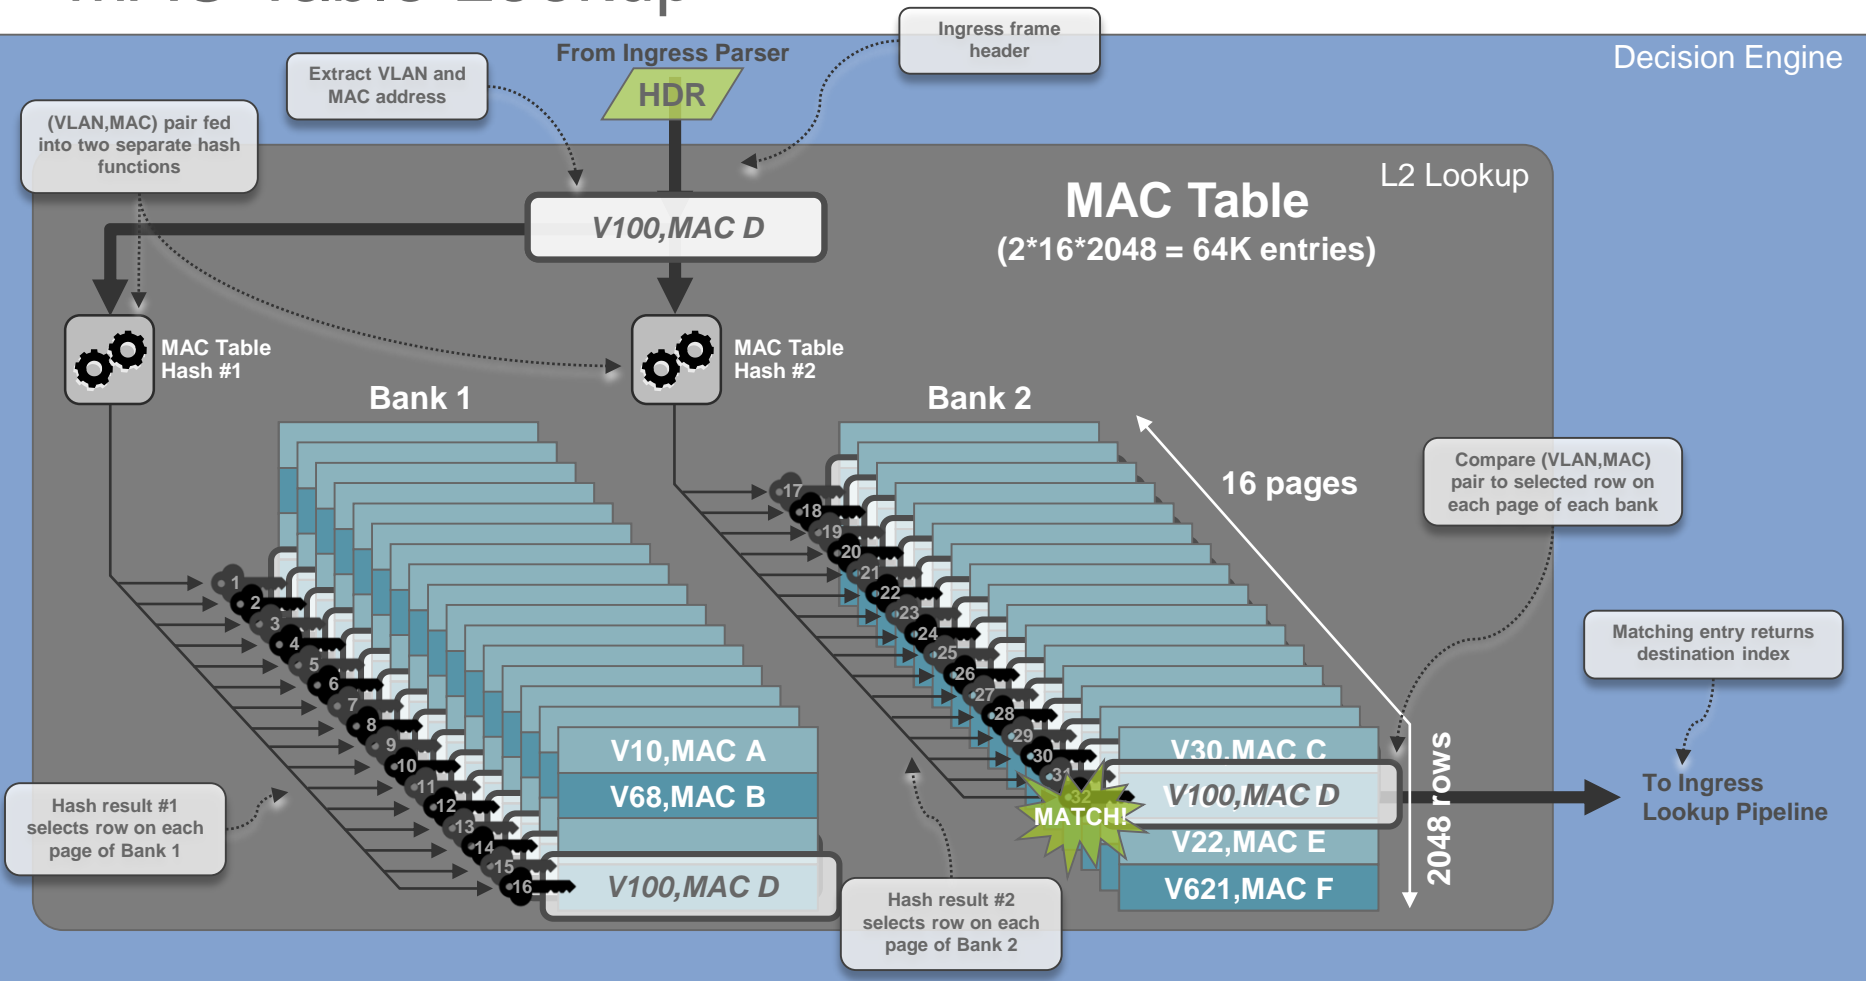 MAC Table Lookup
Ingress frame
header
Decision Engine
From Ingress Parser
HDR
Extract VLAN and
MAC address
(VLAN,MAC) pair fed
into two separate hash
functions
L2 Lookup
MAC Table
(2*16*2048 = 64K entries)
V100,MAC D
MAC Table
Hash #1
MAC Table
Hash #2
Bank 1
Bank 2
16 pages
Compare (VLAN,MAC)
pair to selected row on
each page of each bank
Matching entry returns
destination index
1
2
3
4
5
6
7
8
9
10
11
12
13
14
15
16
17
18
19
20
21
22
23
24
25
26
27
28
29
30
31
32
V10,MAC A
V68,MAC B
V100,MAC D
V30,MAC C
V100,MAC D
V22,MAC E
V621,MAC F
MATCH!
2048 rows
To Ingress
Lookup Pipeline
Hash result #1
selects row on each
page of Bank 1
Hash result #2
selects row on each
page of Bank 2